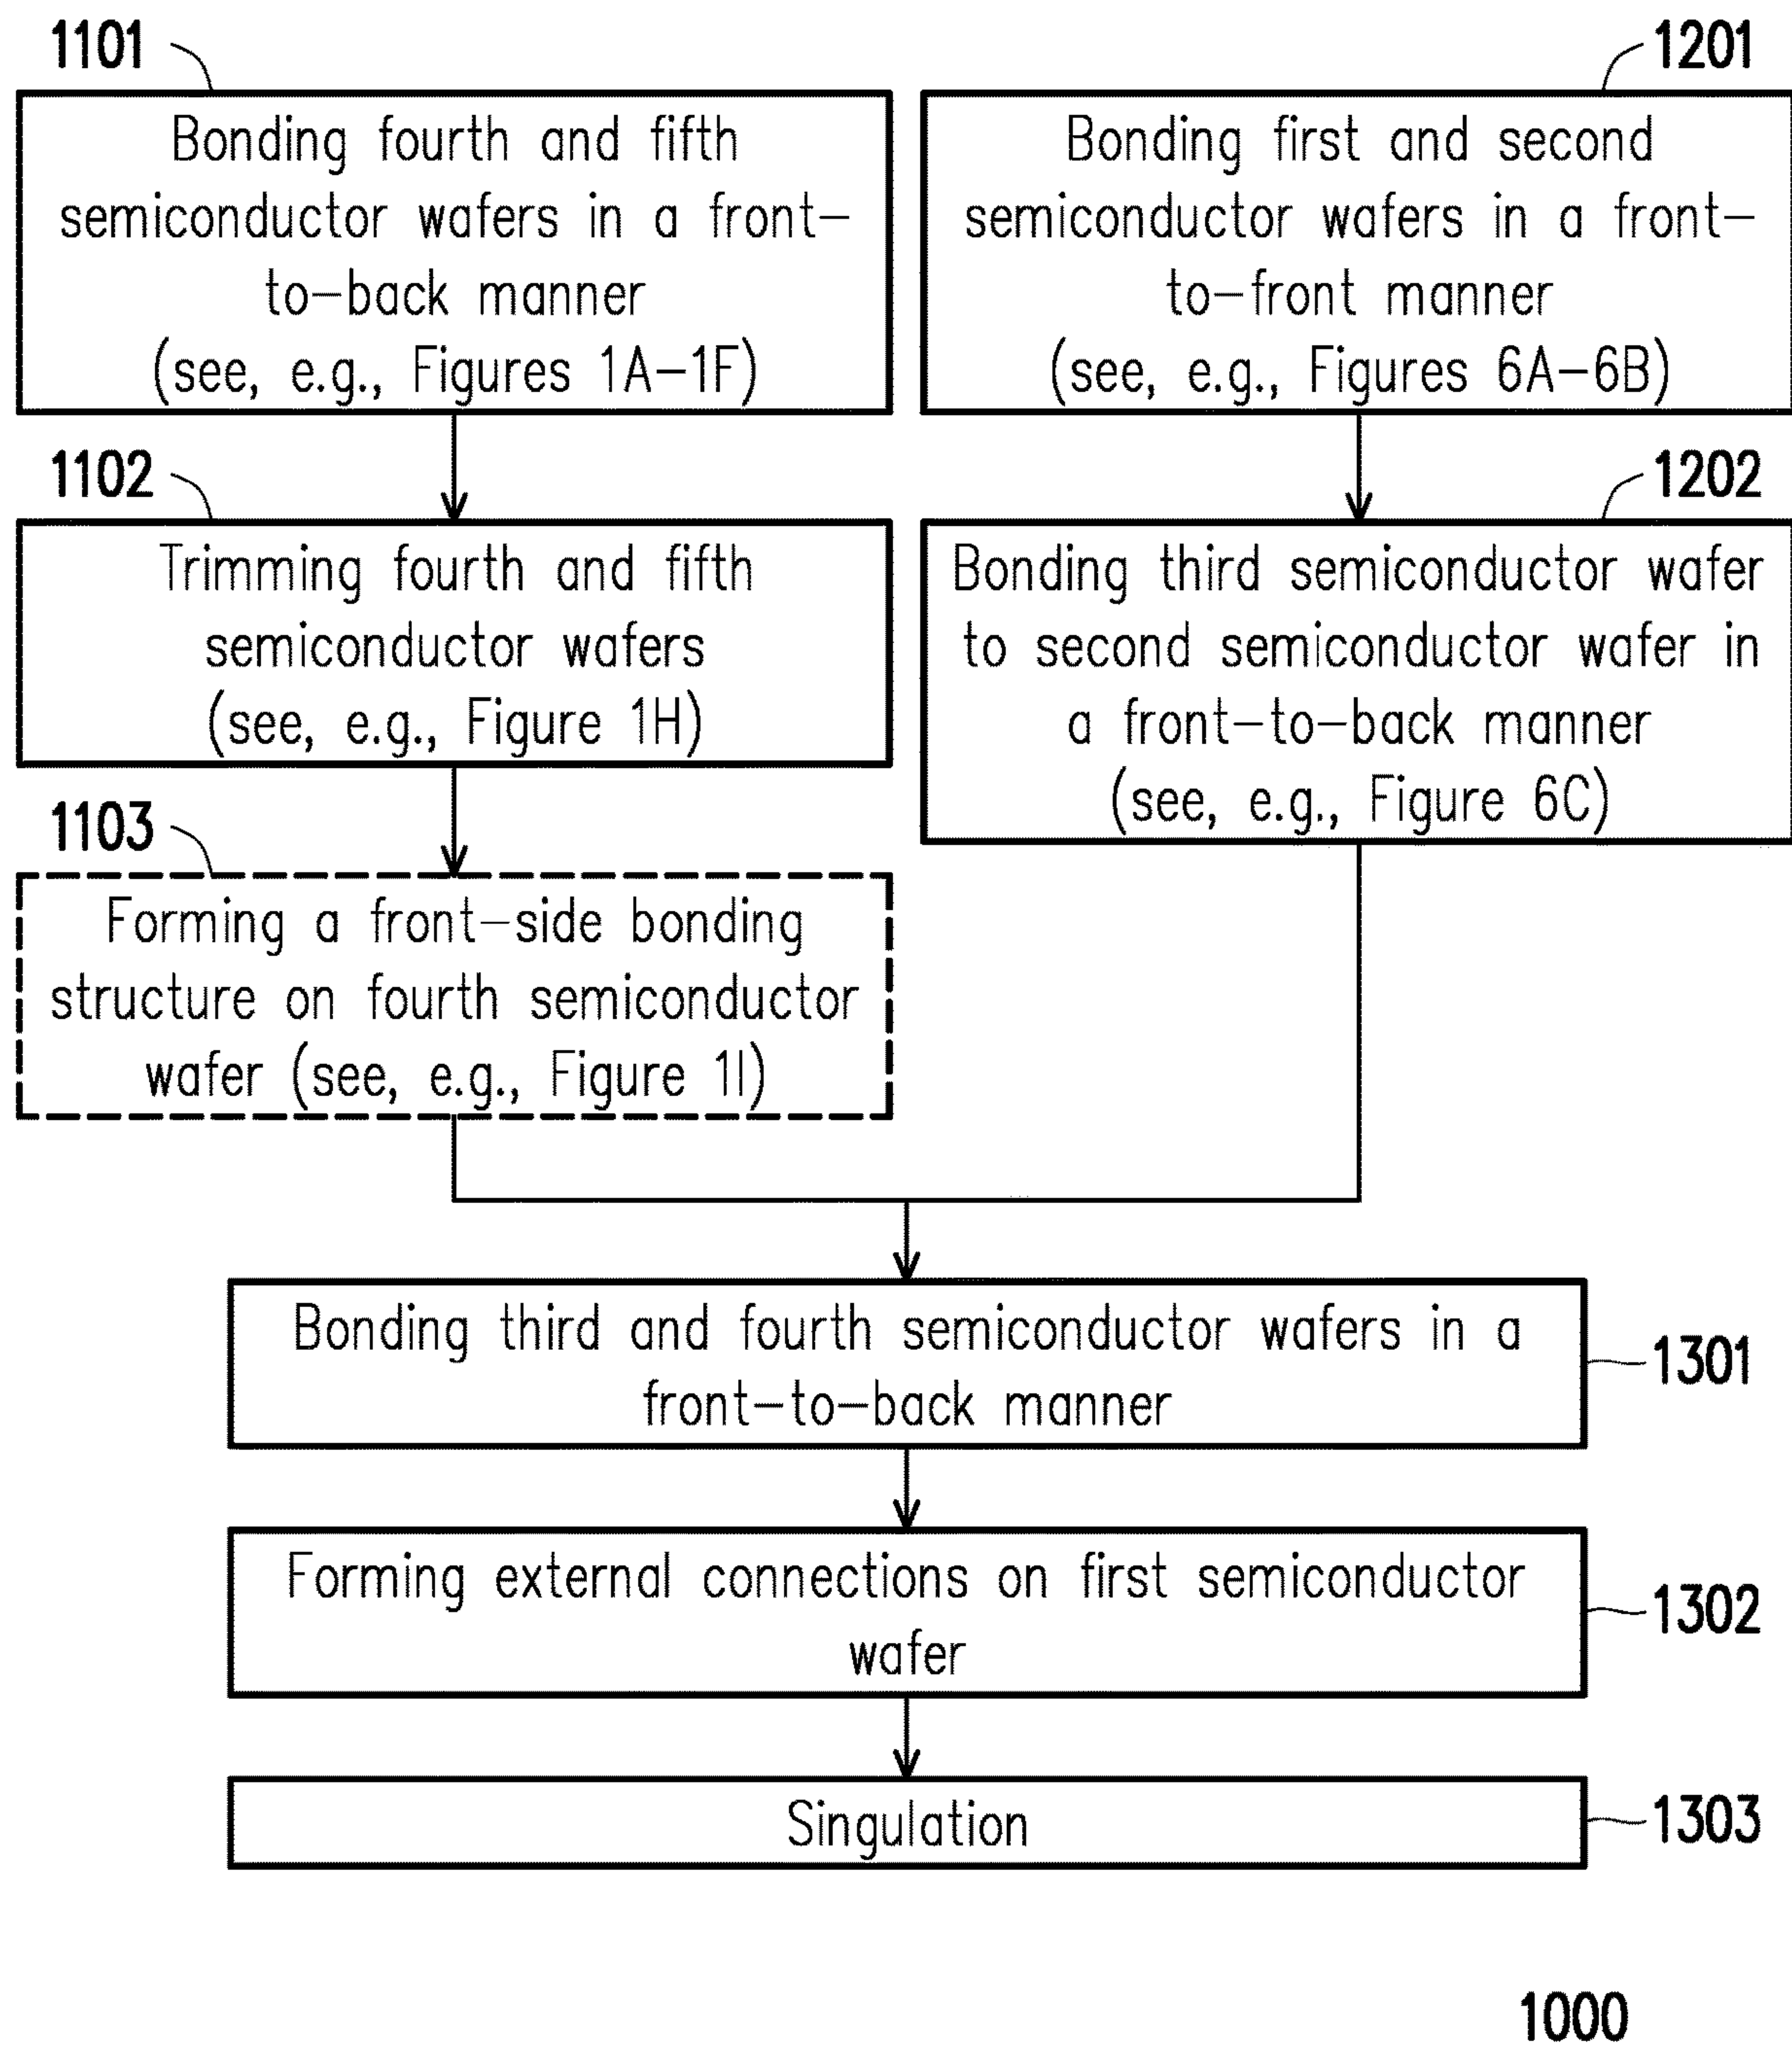 1101
Bonding fourth and fifth
semiconductor wafers in a front-
to-back manner
(see, e.g., Figures 1A-1F)
1102
Trimming fourth and fifth
semiconductor wafers
(see, e.g., Figure 1H)
1103
Forming a front-side bonding
structure on fourth semiconductor
wafer (see, e.g., Figure 1I)
1201
Bonding first and second
semiconductor wafers in a front-
to-front manner
(see, e.g., Figures 6A-6B)
1202
Bonding third semiconductor wafer
to second semiconductor wafer in
a front-to-back manner
(see, e.g., Figure 6C)
Bonding third and fourth semiconductor wafers in a
front-to-back manner
1301
Forming external connections on first semiconductor
wafer
1302
Singulation
1303
1000